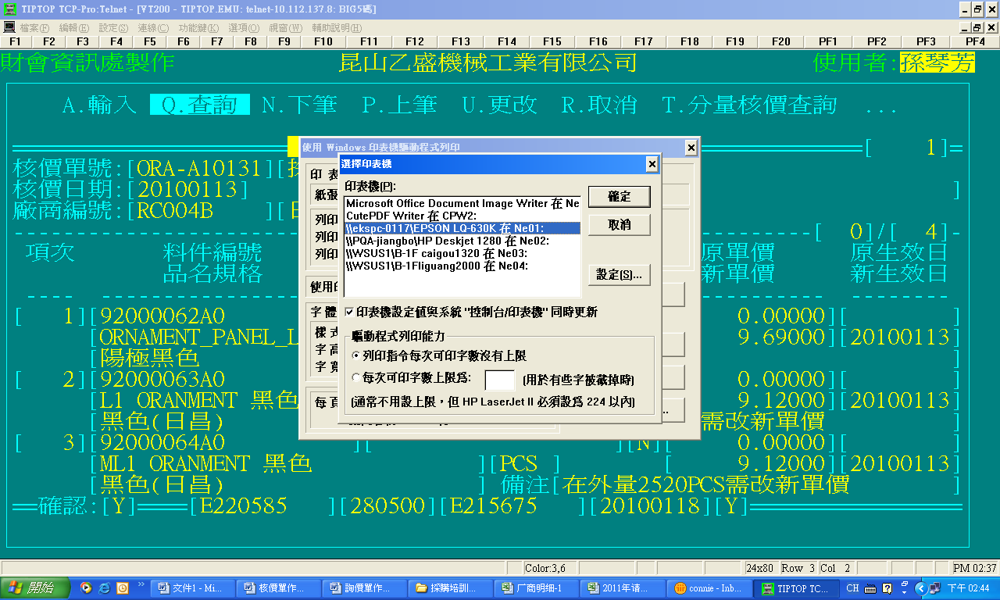 TIPTOP TCP-Pro:Telnet - [VT200 - TIPTOP.EMU: telnet-10.112.137.8: BIG5碼]
檔案(F) 編輯(E) 設定(S) 連線(C) 功能鍵(K) 選項(O) 視窗(W) 輔助說明(H)
F1 F2 F3 F4 F5 F6 F7 F8 F9 F10 F11 F12 F13 F14 F15 F16 F17 F18 F19 F20 PF1 PF2 PF3 PF4
財會資訊處製作 昆山乙盛機械工業有限公司 使用者:孫琴芳
A.輸入 Q.查詢 N.下筆 P.上筆 U.更改 R.取消 T.分量核價查詢 ...
[ 1]
核價單號:[ORA-A10131][
核價日期:[20100113] ]
廠商編號:[RC004B ][
[ 0]/[ 4]
項次 料件編號 原單價 原生效日
品名規格 新單價 新生效日
[ 1][92000062A0 0.00000][ ]
[ORNAMENT_PANEL_L 9.69000][20100113]
[陽極黑色 ]
[ 2][92000063A0 0.00000][ ]
[L1 ORANMENT 黑色 9.12000][20100113]
[黑色(日昌) 需改新單價 ]
[ 3][92000064A0 ][ ][N][ 0.00000][ ]
[ML1 ORANMENT 黑色 ][PCS ] [ 9.12000][20100113]
[黑色(日昌) ] 備注[在外量2520PCS需改新單價 ]
確認:[Y] [E220585 ][280500][E215675 ][20100118][Y]
使用 Windows 印表機驅動程式列印
印 表
紙張
列印
列印
列印
使用印
字 體
樣 式
字 高
字 寬
每 頁
選擇印表機
印表機(P):
Microsoft Office Document Image Writer 在 Ne
CutePDF Writer 在 CPW2:
\\ekspc-0117\EPSON LQ-630K 在 Ne01:
\\PQA-jiangbo\HP Deskjet 1280 在 Ne02:
\\WSUS1\B-1F caigou1320 在 Ne03:
\\WSUS1\B-1Fliguang2000 在 Ne04:
確定
取消
設定(S)...
印表機設定值與系統 "控制台/印表機" 同時更新
驅動程式列印能力
列印指令每次可印字數沒有上限
每次可印字數上限為: (用於有些字被截掉時)
(通常不用設上限，但 HP LaserJet II 必須設為 224 以內)
Color:3,6 24x80 Row 3 Col 2 PM 02:37
開始 文件1 - Mi... 核價單作... 詢價單作... 採購培訓... 厂商明细-1 2011年请... connie - Inb... TIPTOP TC... CH 下午 02:44